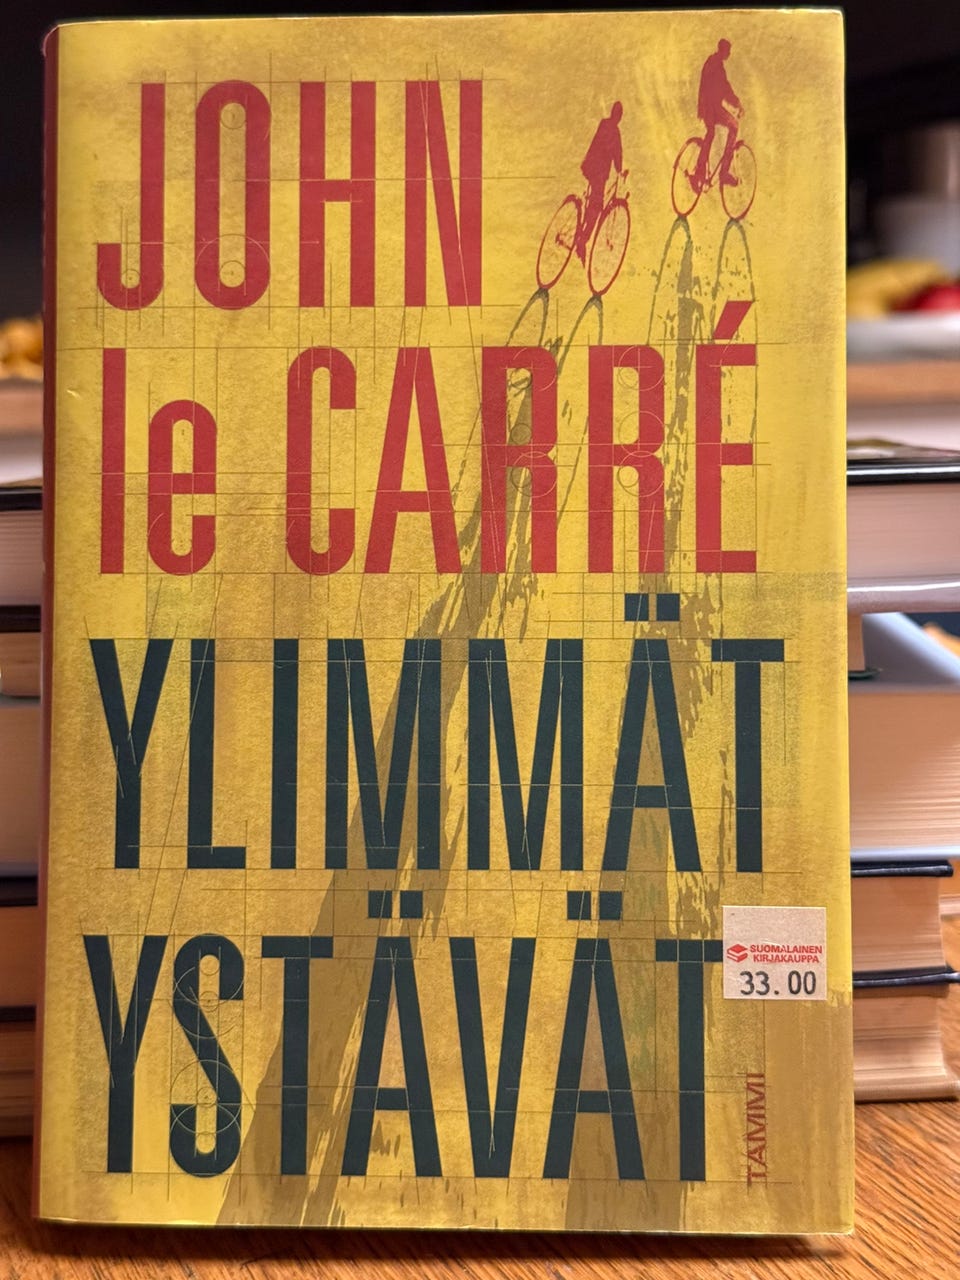 JOHN
le CARRÉ
YLIMMÄT
YSTÄVÄT
SUOMALAINEN
KIRJAKAUPPA
33.00
TAMMI